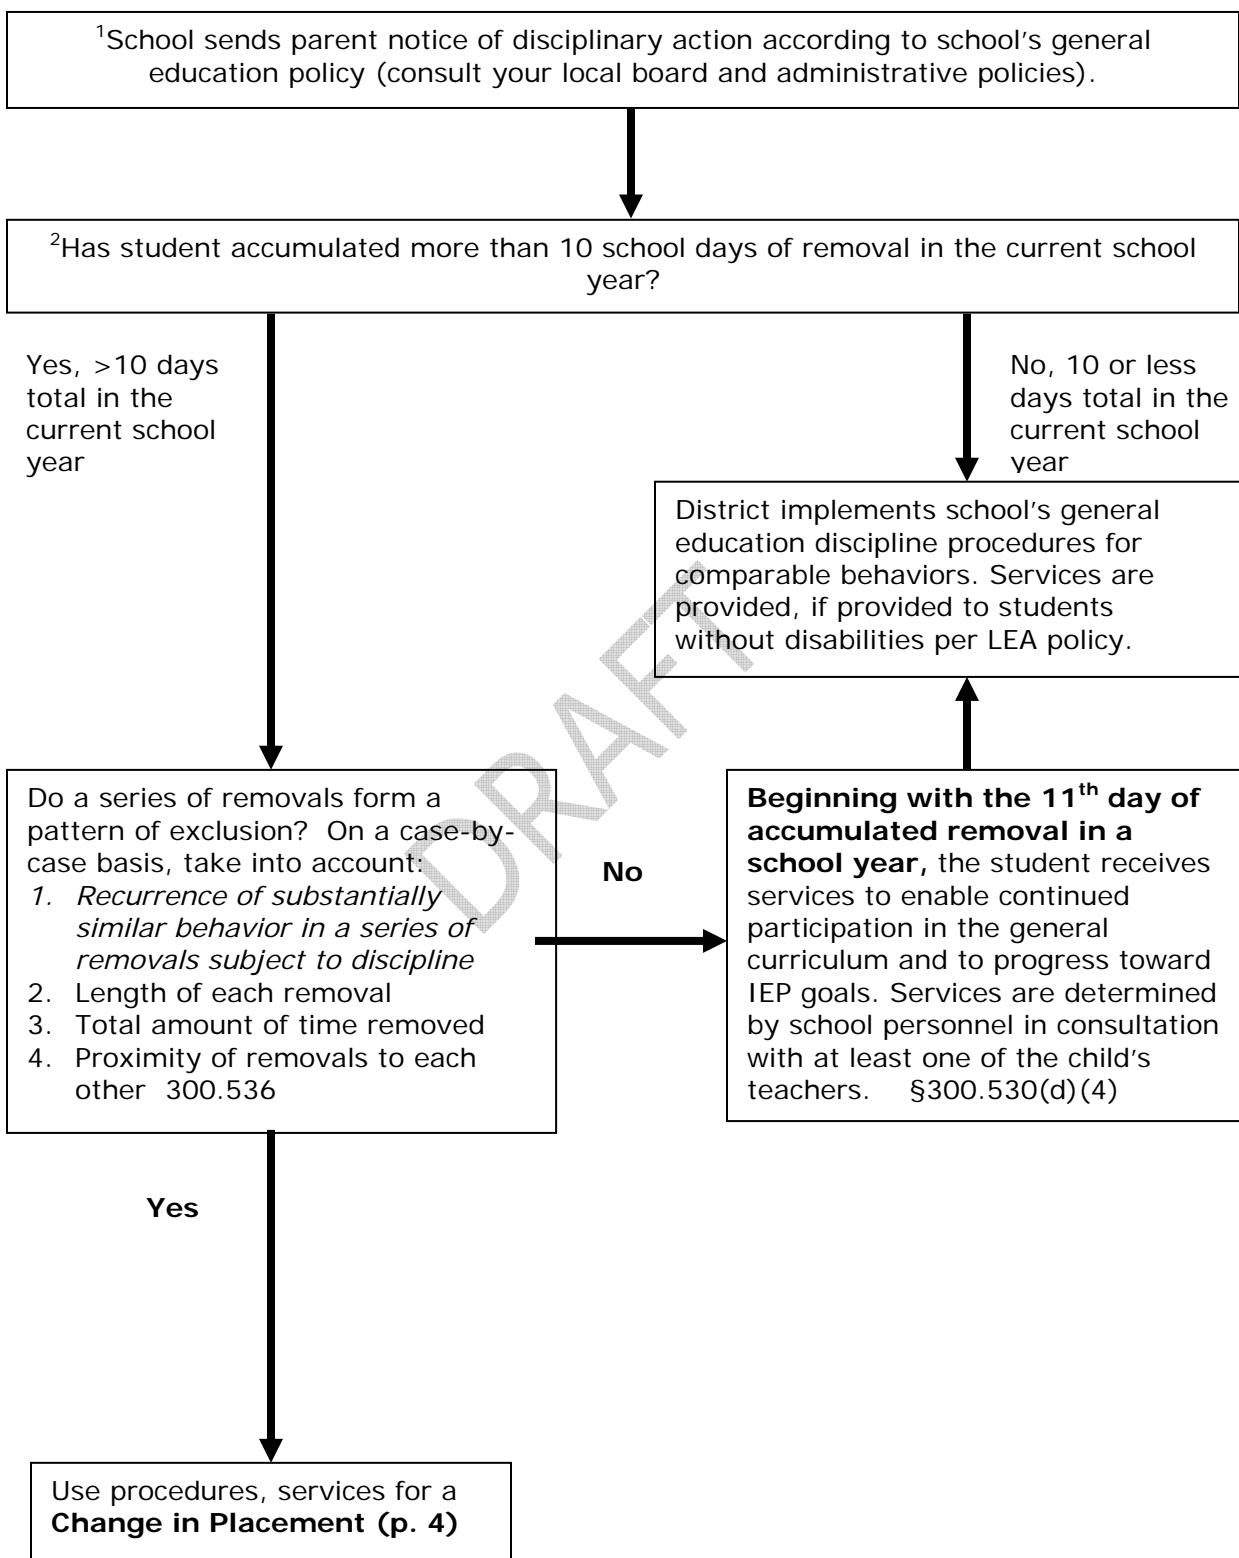 1School sends parent notice of disciplinary action according to school's general
education policy (consult your local board and administrative policies).
2Has student accumulated more than 10 school days of removal in the current school
year?
Yes, >10 days
total in the
current school
year
No, 10 or less
days total in the
current school
year
District implements school's general
education discipline procedures for
comparable behaviors. Services are
provided, if provided to students
without disabilities per LEA policy.
DRAFT
Do a series of removals form a
pattern of exclusion? On a case-by-
case basis, take into account:
1. Recurrence of substantially
similar behavior in a series of
removals subject to discipline
2. Length of each removal
3. Total amount of time removed
4. Proximity of removals to each
other 300.536
No
Beginning with the 11th day of
accumulated removal in a
school year, the student receives
services to enable continued
participation in the general
curriculum and to progress toward
IEP goals. Services are determined
by school personnel in consultation
with at least one of the child's
teachers. §300.530(d)(4)
Yes
Use procedures, services for a
Change in Placement (p. 4)